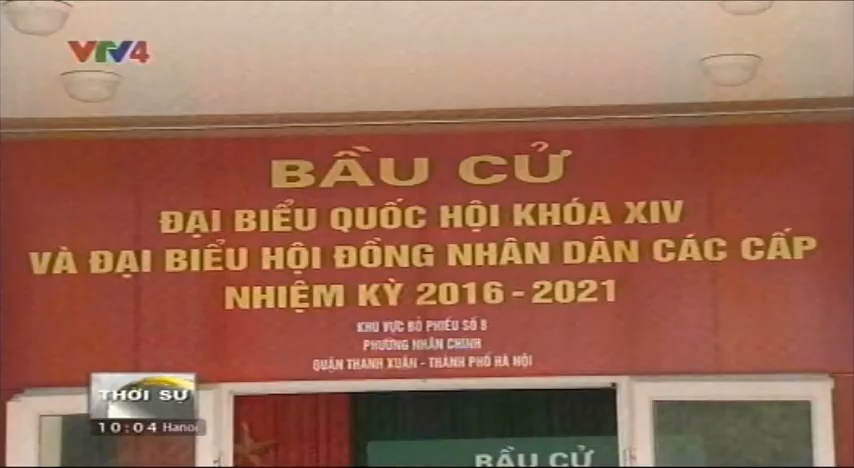 VTV4
BẦU CỬ
ĐẠI BIỂU QUỐC HỘI KHÓA XIV
VÀ ĐẠI BIỂU HỘI ĐỒNG NHÂN DÂN CÁC CẤP
NHIỆM KỲ 2016 - 2021
KHU VỰC BỎ PHIẾU SỐ 8
PHƯỜNG NHÂN CHÍNH
QUẬN THANH XUÂN - THÀNH PHỐ HÀ NỘI
THỜI SỰ
10:04 Hanoi
BẦU CỬ